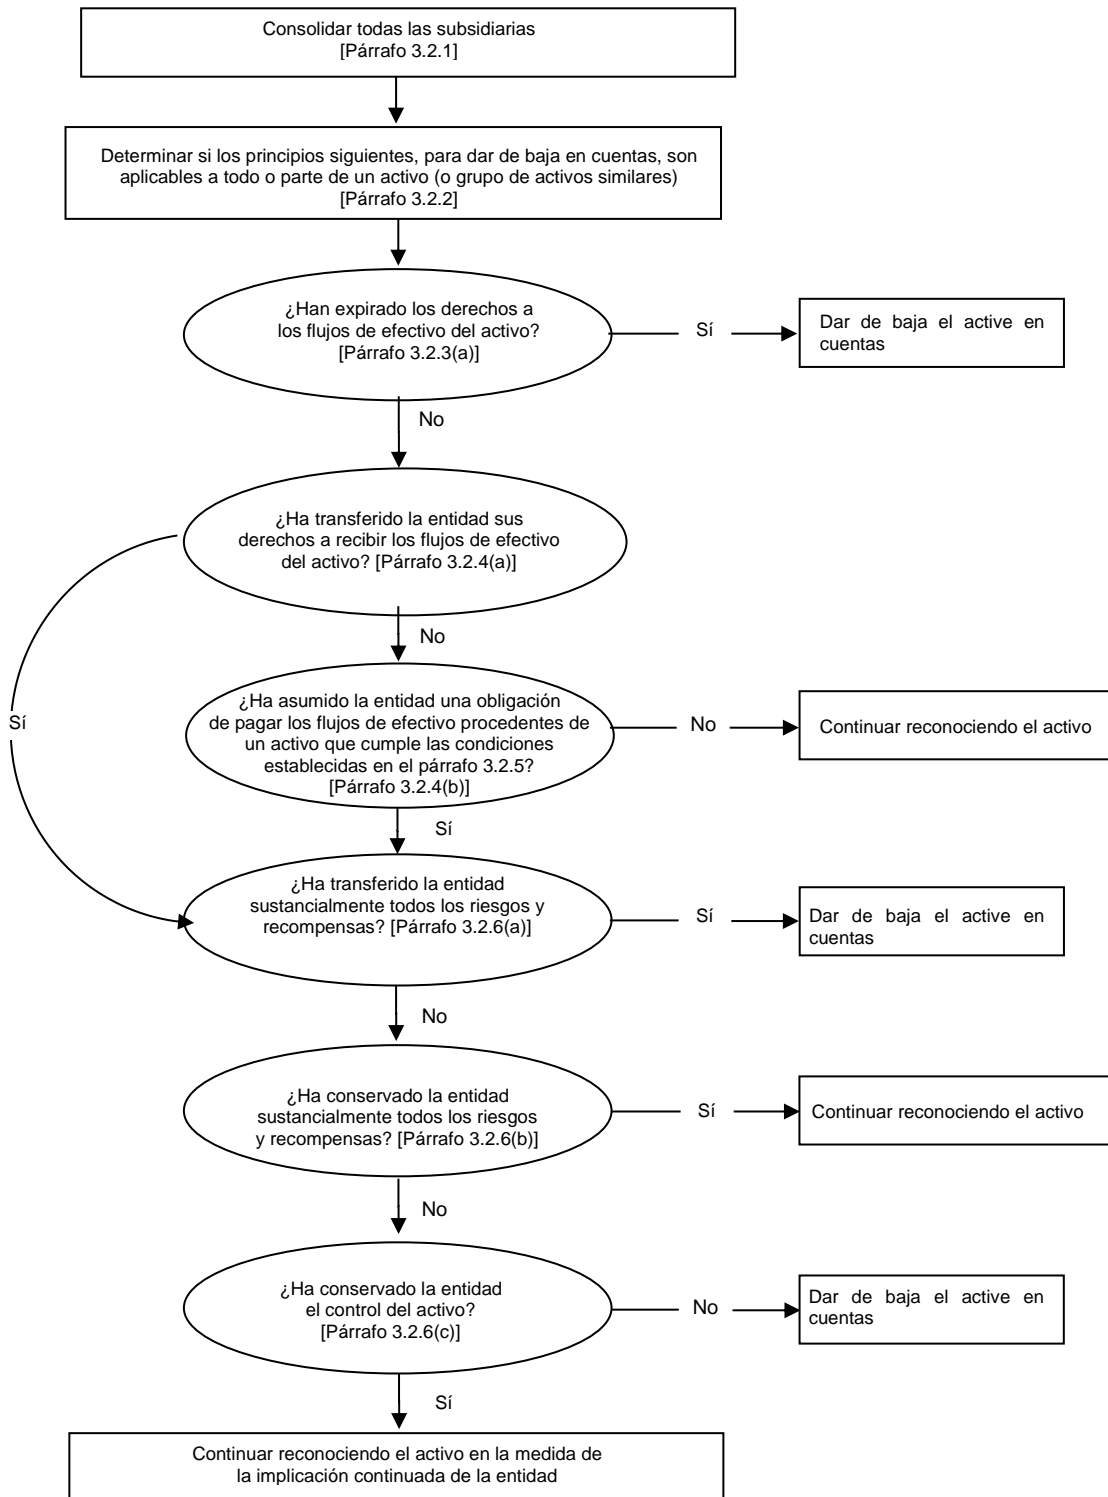 Consolidar todas las subsidiarias
[Párrafo 3.2.1]
Determinar si los principios siguientes, para dar de baja en cuentas, son
aplicables a todo o parte de un activo (o grupo de activos similares)
[Párrafo 3.2.2]
¿Han expirado los derechos a
los flujos de efectivo del activo?
[Párrafo 3.2.3(a)]
Sí
Dar de baja el active en
cuentas
No
¿Ha transferido la entidad sus
derechos a recibir los flujos de efectivo
del activo? [Párrafo 3.2.4(a)]
No
Sí
¿Ha asumido la entidad una obligación
de pagar los flujos de efectivo procedentes de
un activo que cumple las condiciones
establecidas en el párrafo 3.2.5?
[Párrafo 3.2.4(b)]
No
Continuar reconociendo el activo
Sí
¿Ha transferido la entidad
sustancialmente todos los riesgos y
recompensas? [Párrafo 3.2.6(a)]
Sí
Dar de baja el active en
cuentas
No
¿Ha conservado la entidad
sustancialmente todos los riesgos
y recompensas? [Párrafo 3.2.6(b)]
Sí
Continuar reconociendo el activo
No
¿Ha conservado la entidad
el control del activo?
[Párrafo 3.2.6(c)]
No
Dar de baja el active en
cuentas
Sí
Continuar reconociendo el activo en la medida de
la implicación continuada de la entidad